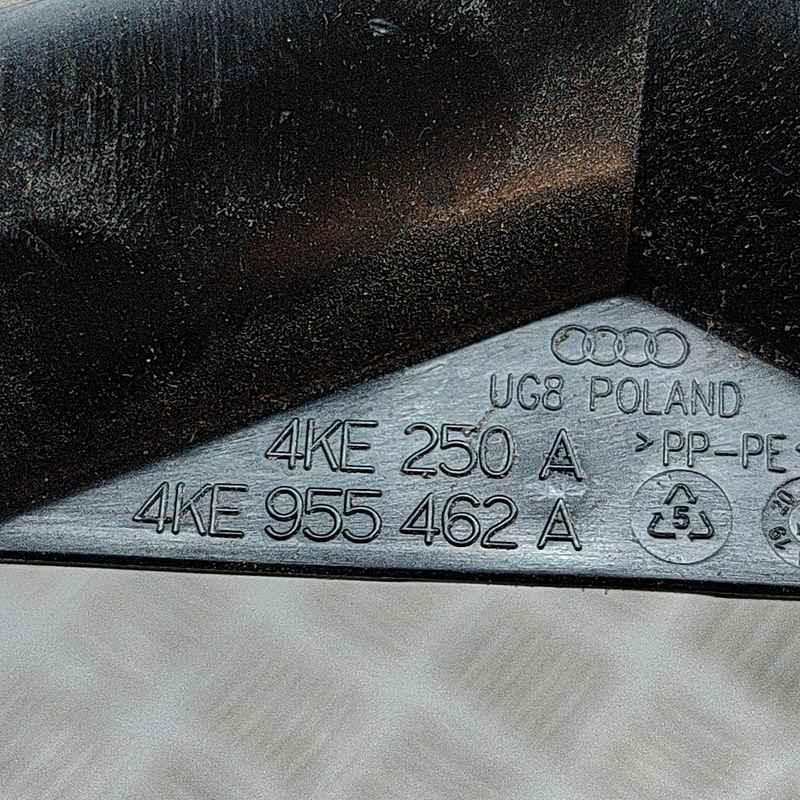 UG8 POLAND
4KE 250 A >PP-PE<
4KE 955 462 A 5